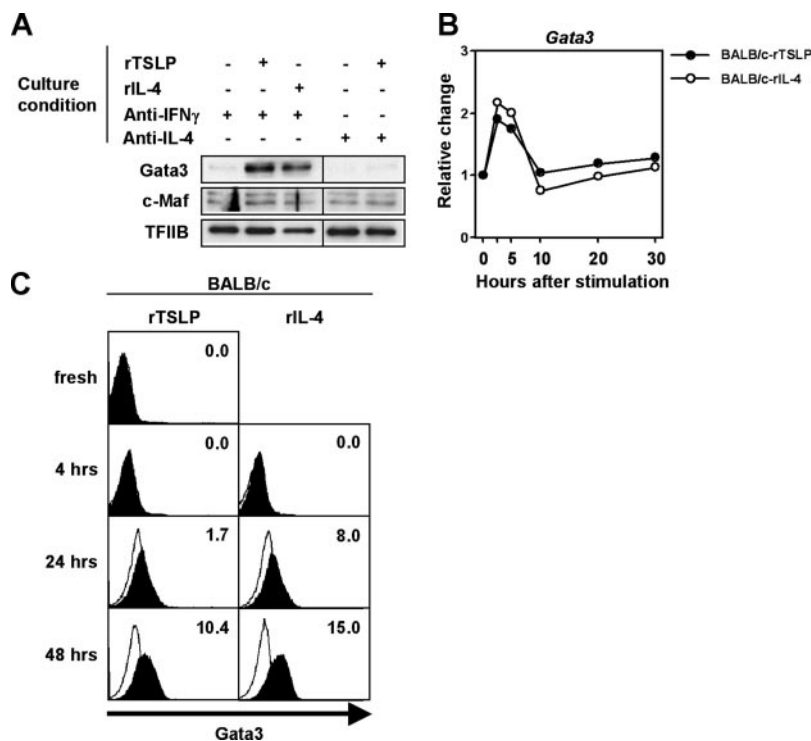 A
Culture condition
rTSLP - + - - +
rIL-4 - - + - -
Anti-IFNγ + + + - -
Anti-IL-4 - - - + +
Gata3
c-Maf
TFIIB
B
Gata3
Relative change
3
2
1
0
0 5 10 20 30
Hours after stimulation
BALB/c-rTSLP
BALB/c-rIL-4
C
BALB/c
rTSLP rIL-4
fresh 0.0
4 hrs 0.0 0.0
24 hrs 1.7 8.0
48 hrs 10.4 15.0
Gata3